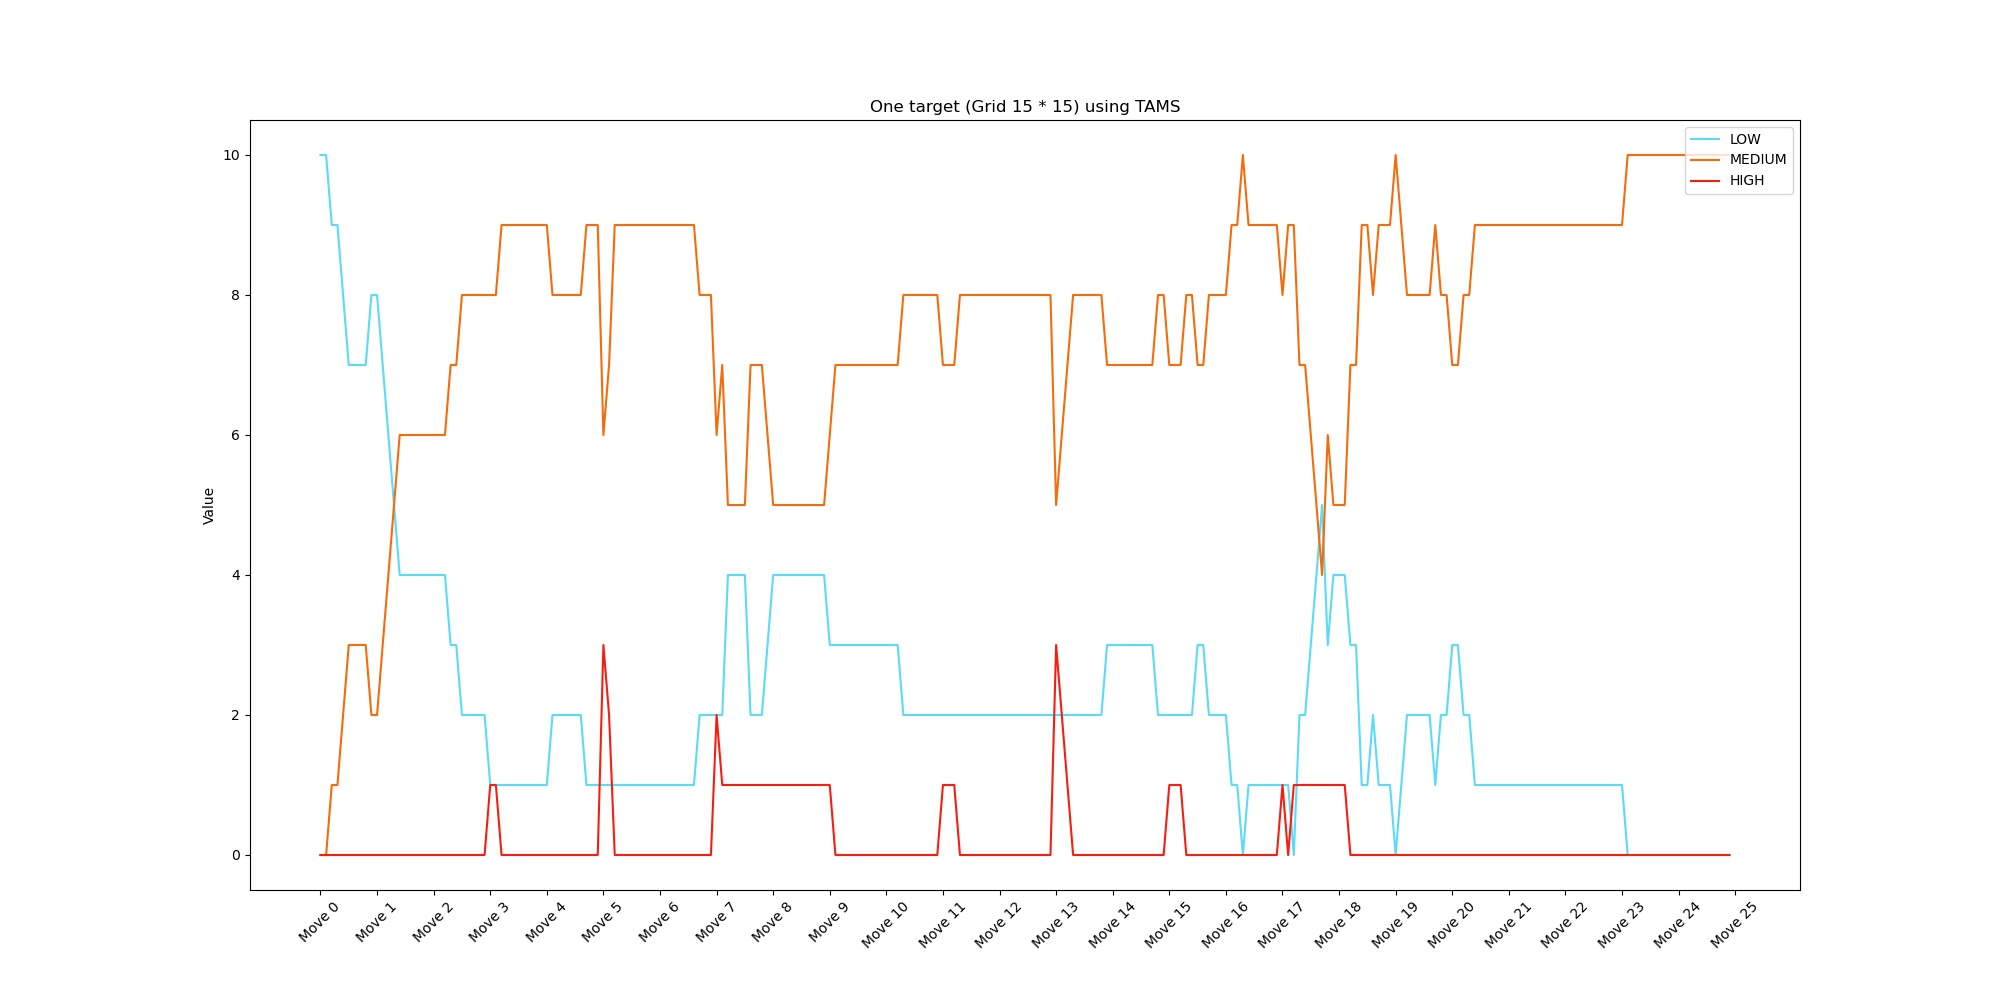 One target (Grid 15 * 15) using TAMS
LOW
MEDIUM
HIGH
10
8
6
4
2
0
Value
Move 0
Move 1
Move 2
Move 3
Move 4
Move 5
Move 6
Move 7
Move 8
Move 9
Move 10
Move 11
Move 12
Move 13
Move 14
Move 15
Move 16
Move 17
Move 18
Move 19
Move 20
Move 21
Move 22
Move 23
Move 24
Move 25